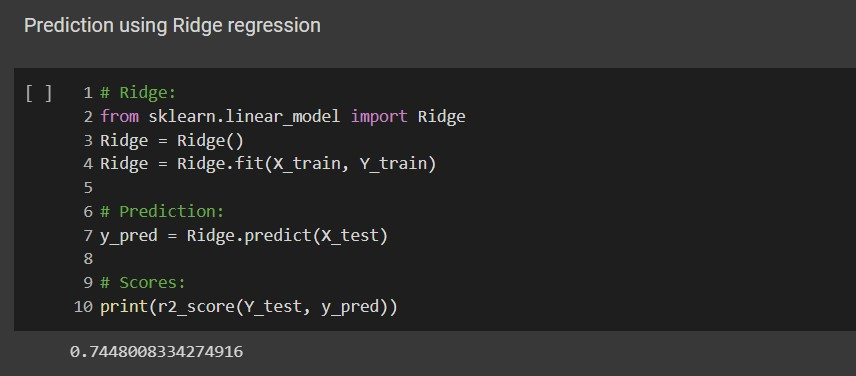 Prediction using Ridge regression
[ ] 1 # Ridge:
2 from sklearn.linear_model import Ridge
3 Ridge = Ridge()
4 Ridge = Ridge.fit(X_train, Y_train)
5
6 # Prediction:
7 y_pred = Ridge.predict(X_test)
8
9 # Scores:
10 print(r2_score(Y_test, y_pred))
0.7448008334274916